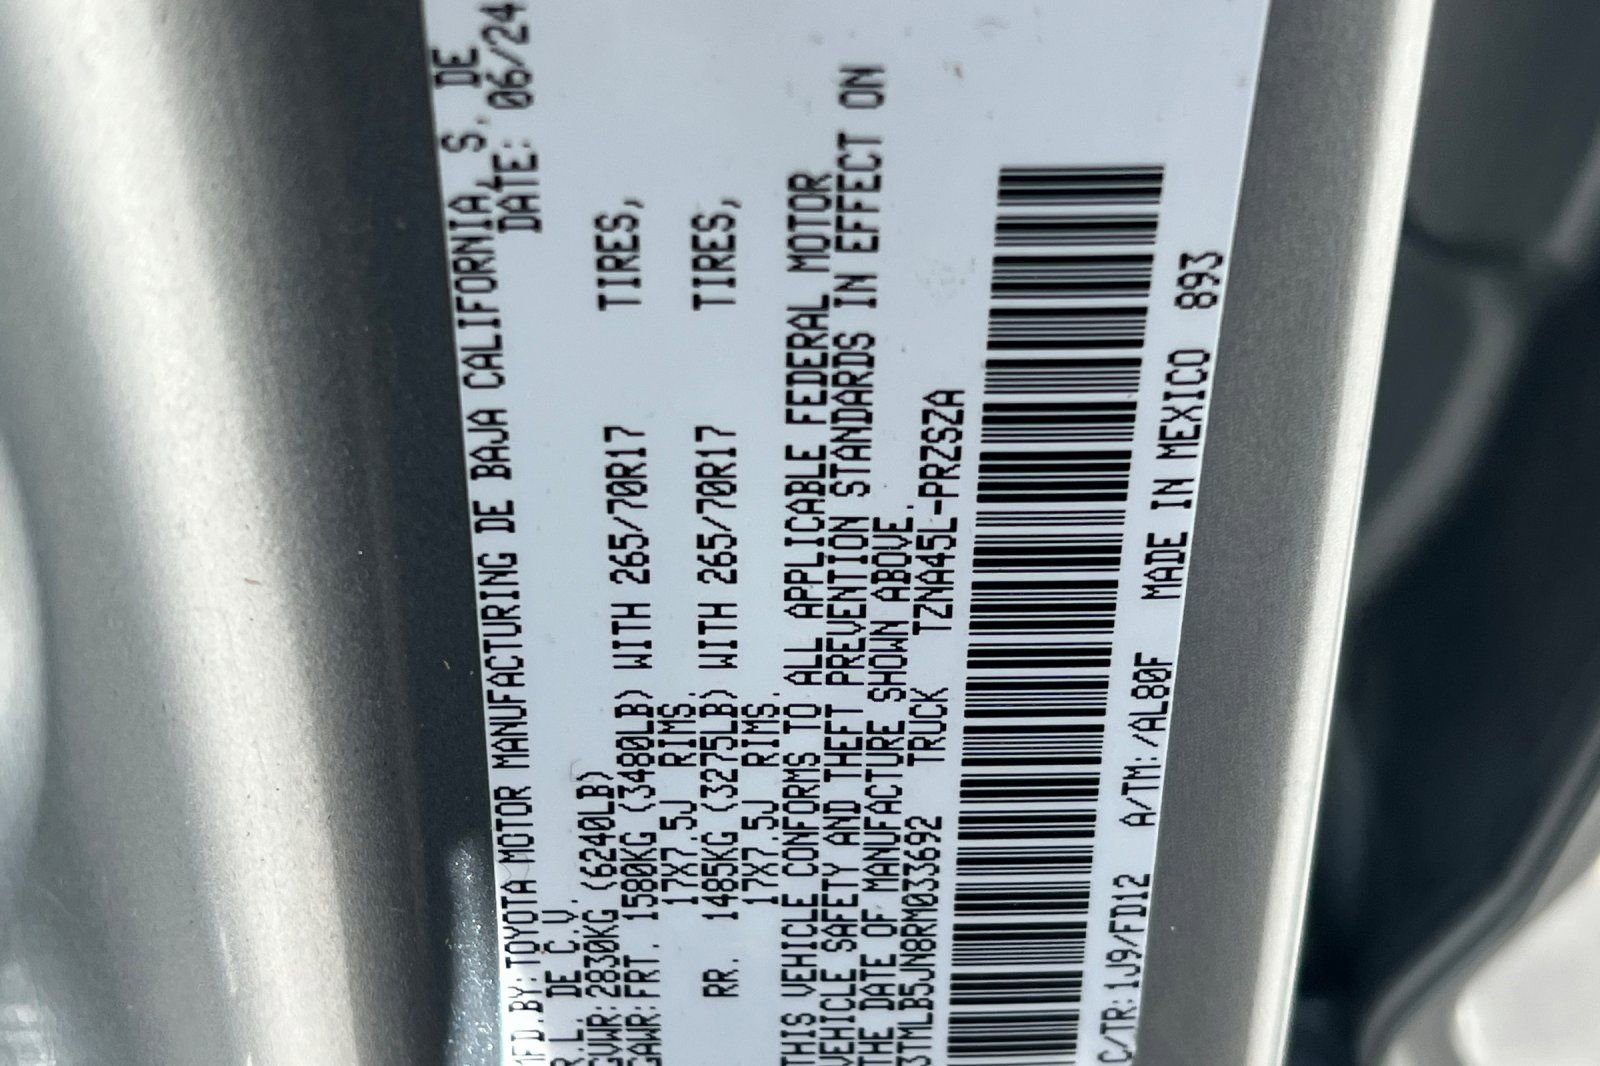 MFD.BY:TOYOTA MOTOR MANUFACTURING DE BAJA CALIFORNIA, S. DE
R.L. DE C.V. DATE: 06/24
GVWR:2830KG (6240LB)
GAWR:FRT. 1580KG (3480LB) WITH 265/70R17 TIRES,
17X7.5J RIMS.
RR. 1485KG (3275LB) WITH 265/70R17 TIRES,
17X7.5J RIMS.
THIS VEHICLE CONFORMS TO ALL APPLICABLE FEDERAL MOTOR
VEHICLE SAFETY AND THEFT PREVENTION STANDARDS IN EFFECT ON
THE DATE OF MANUFACTURE SHOWN ABOVE.
3TMLB5JN8RM033692 TRUCK TZNA45L-PRZSZA
C/TR:1J9/FD12 A/TM:/AL80F MADE IN MEXICO 893